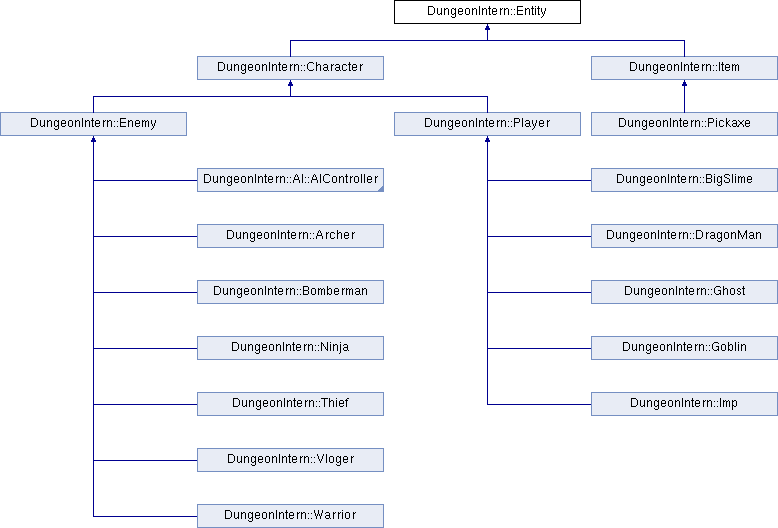 DungeonIntern::Entity
DungeonIntern::Character
DungeonIntern::Item
DungeonIntern::Enemy
DungeonIntern::Player
DungeonIntern::Pickaxe
DungeonIntern::AI::AIController
DungeonIntern::BigSlime
DungeonIntern::Archer
DungeonIntern::DragonMan
DungeonIntern::Bomberman
DungeonIntern::Ghost
DungeonIntern::Ninja
DungeonIntern::Goblin
DungeonIntern::Thief
DungeonIntern::Imp
DungeonIntern::Vloger
DungeonIntern::Warrior